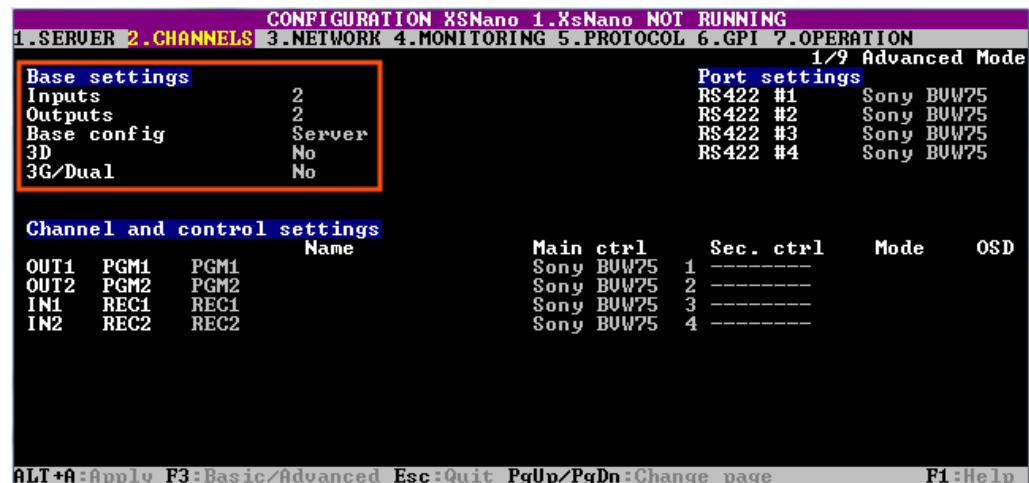 CONFIGURATION XSNano 1.XsNano NOT RUNNING
1.SERVER 2.CHANNELS 3.NETWORK 4.MONITORING 5.PROTOCOL 6.GPI 7.OPERATION
1/9 Advanced Mode
Base settings
Inputs 2
Outputs 2
Base config Server
3D No
3G/Dual No
Port settings
RS422 #1 Sony BVW75
RS422 #2 Sony BVW75
RS422 #3 Sony BVW75
RS422 #4 Sony BVW75
Channel and control settings
Name Main ctrl Sec. ctrl Mode OSD
OUT1 PGM1 PGM1 Sony BVW75 1 --------
OUT2 PGM2 PGM2 Sony BVW75 2 --------
IN1 REC1 REC1 Sony BVW75 3 --------
IN2 REC2 REC2 Sony BVW75 4 --------
ALT+A:Apply F3:Basic/Advanced Esc:Quit PgUp/PgDn:Change page F1:Help